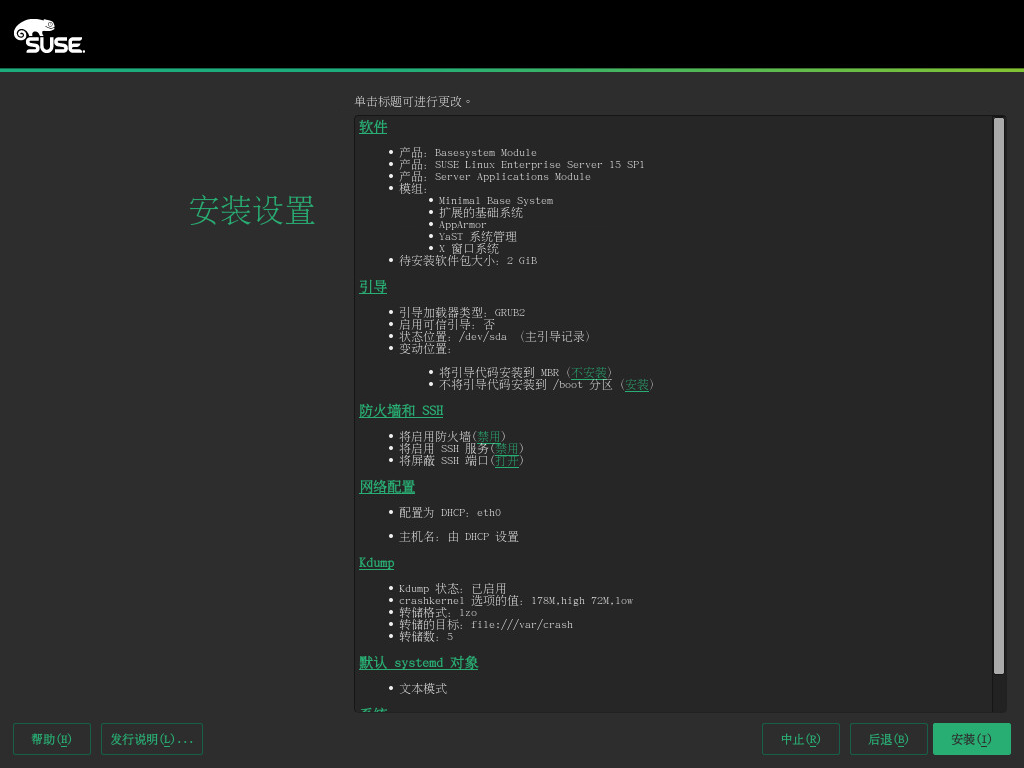 SUSE.
单击标题可进行更改。
安装设置
软件
产品: Basesystem Module
产品: SUSE Linux Enterprise Server 15 SP1
产品: Server Applications Module
模组:
Minimal Base System
扩展的基础系统
AppArmor
YaST 系统管理
X 窗口系统
待安装软件包大小: 2 GiB
引导
引导加载器类型: GRUB2
启用可信引导: 否
状态位置: /dev/sda （主引导记录）
变动位置:
将引导代码安装到 MBR (不安装)
不将引导代码安装到 /boot 分区 (安装)
防火墙和 SSH
将启用防火墙(禁用)
将启用 SSH 服务(禁用)
将屏蔽 SSH 端口(打开)
网络配置
配置为 DHCP: eth0
主机名: 由 DHCP 设置
Kdump
Kdump 状态: 已启用
crashkernel 选项的值: 178M,high 72M,low
转储格式: lzo
转储的目标: file:///var/crash
转储数: 5
默认 systemd 对象
文本模式
系统
帮助(H) 发行说明(L)... 中止(R) 后退(B) 安装(I)